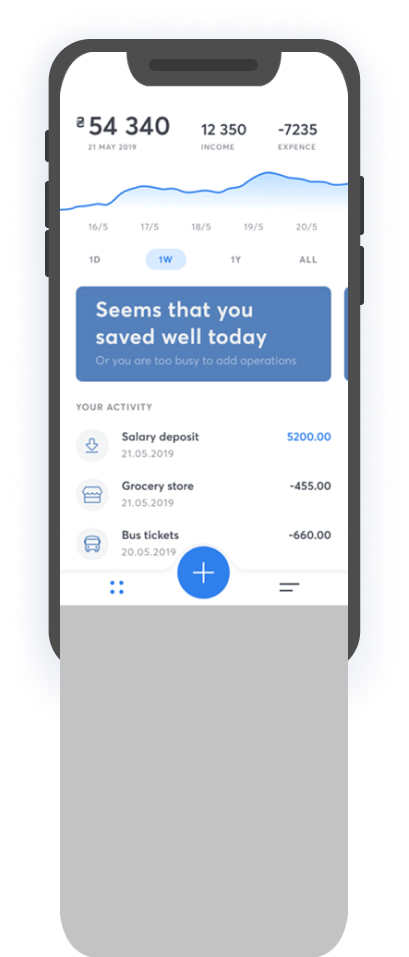 ₴54 340
12 350
-7235
21 MAY 2019
INCOME
EXPENCE
16/5 17/5 18/5 19/5 20/5
1D 1W 1Y ALL
Seems that you
saved well today
Or you are too busy to add operations
YOUR ACTIVITY
Salary deposit 5200.00
21.05.2019
Grocery store -455.00
21.05.2019
Bus tickets -660.00
20.05.2019